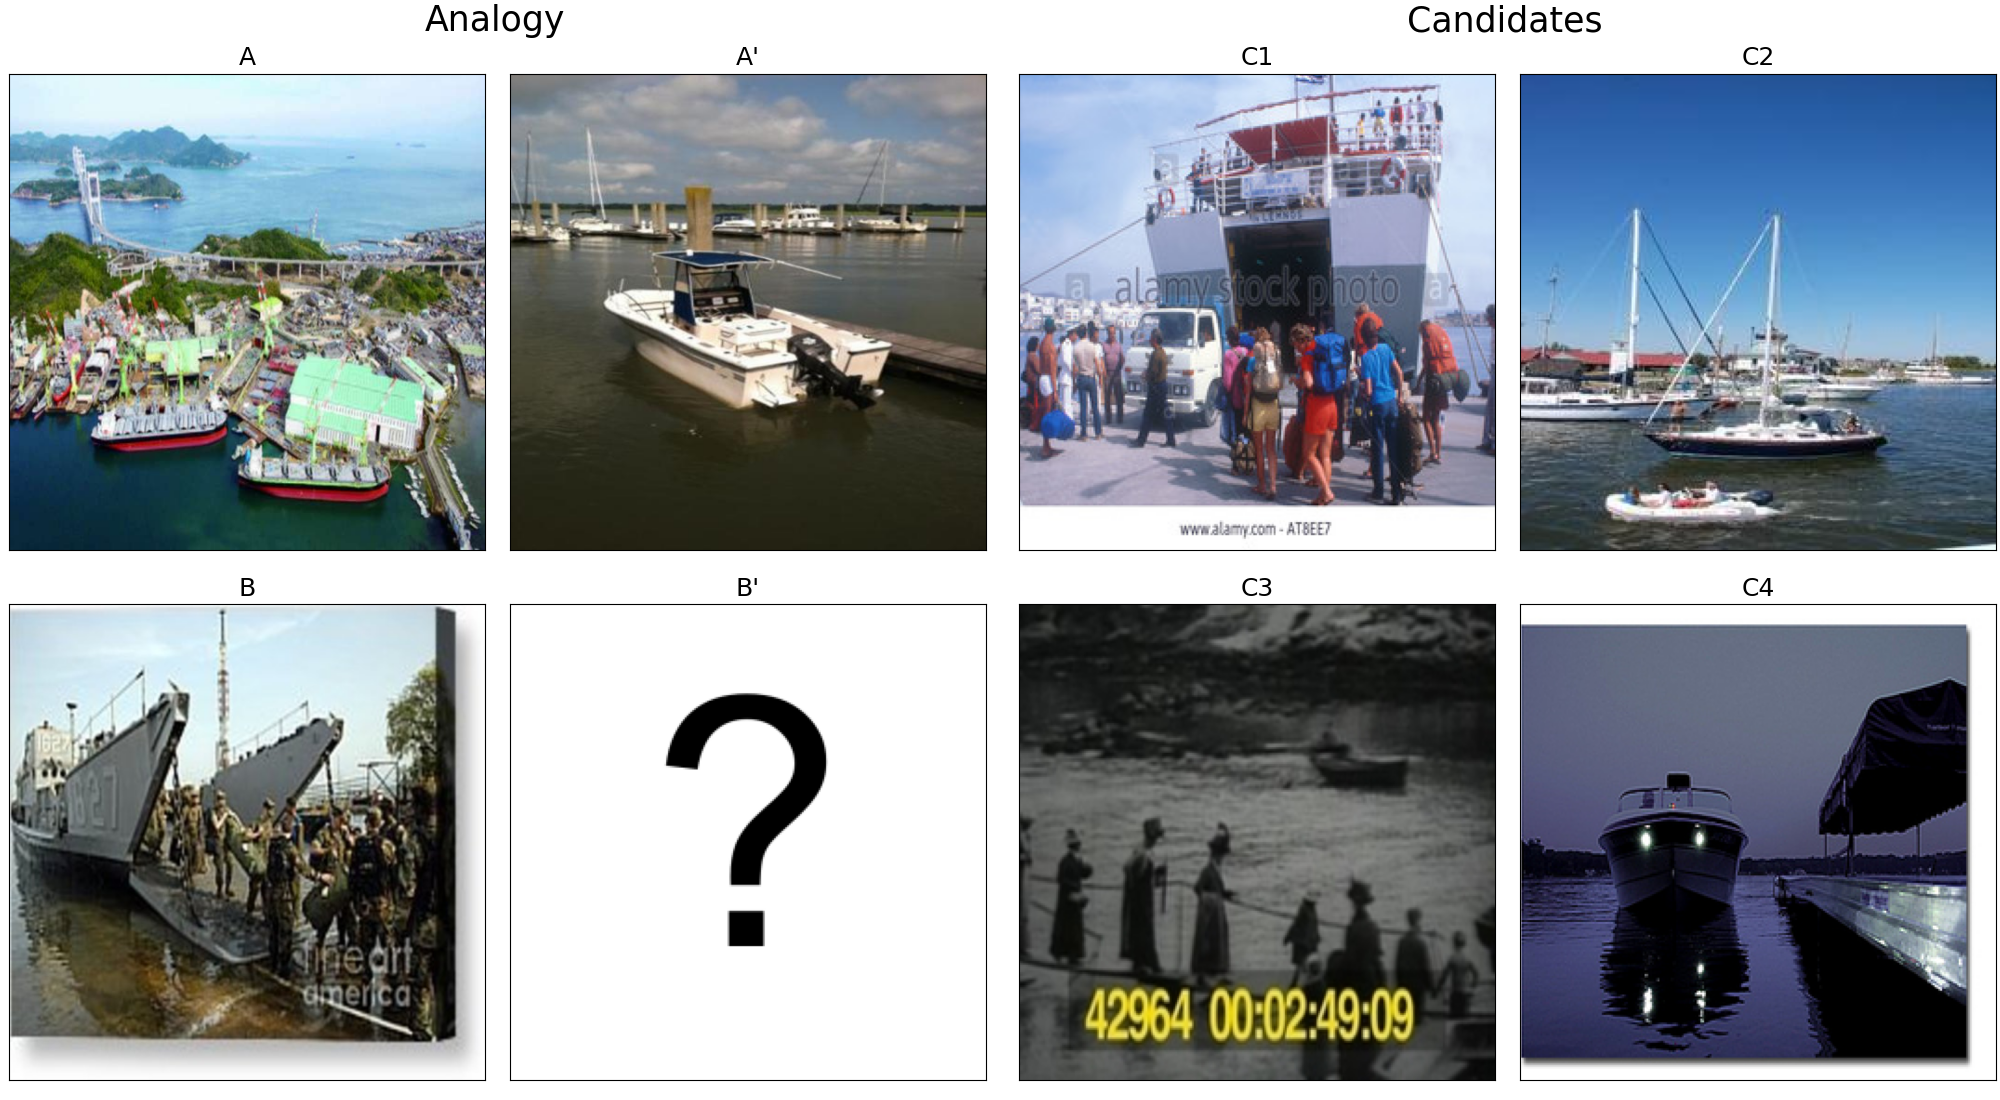 Analogy
Candidates
A
A'
C1
C2
a
a alamy stock photo a
LEMNOS
a
www.alamy.com - AT8EE7
B
B'
C3
C4
1627
?
fine art
america
42964 00:02:49:09